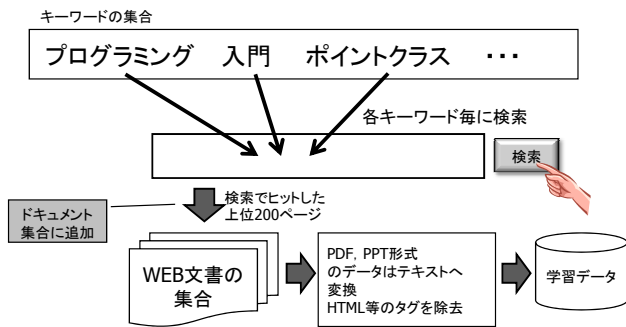 キーワードの集合
プログラミング 入門 ポイントクラス ・・・
各キーワード毎に検索
検索
検索でヒットした
上位200ページ
ドキュメント
集合に追加
WEB文書の
集合
PDF, PPT形式
のデータはテキストへ
変換
HTML等のタグを除去
学習データ